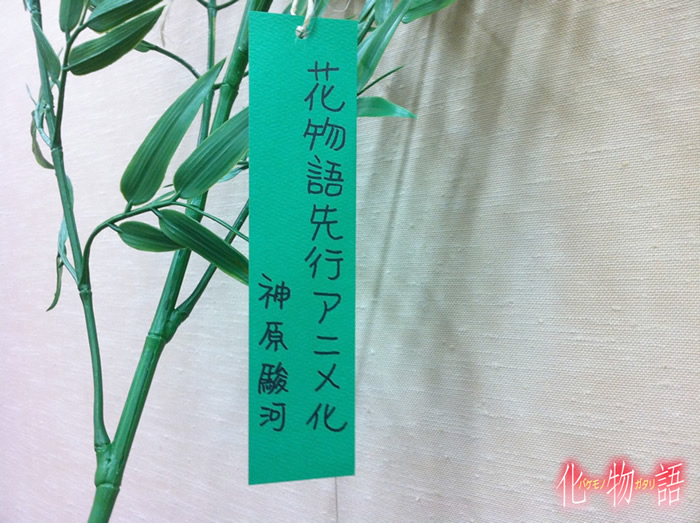 花物語先行アニメ化
神原駿河
化物語
バケモノガタリ